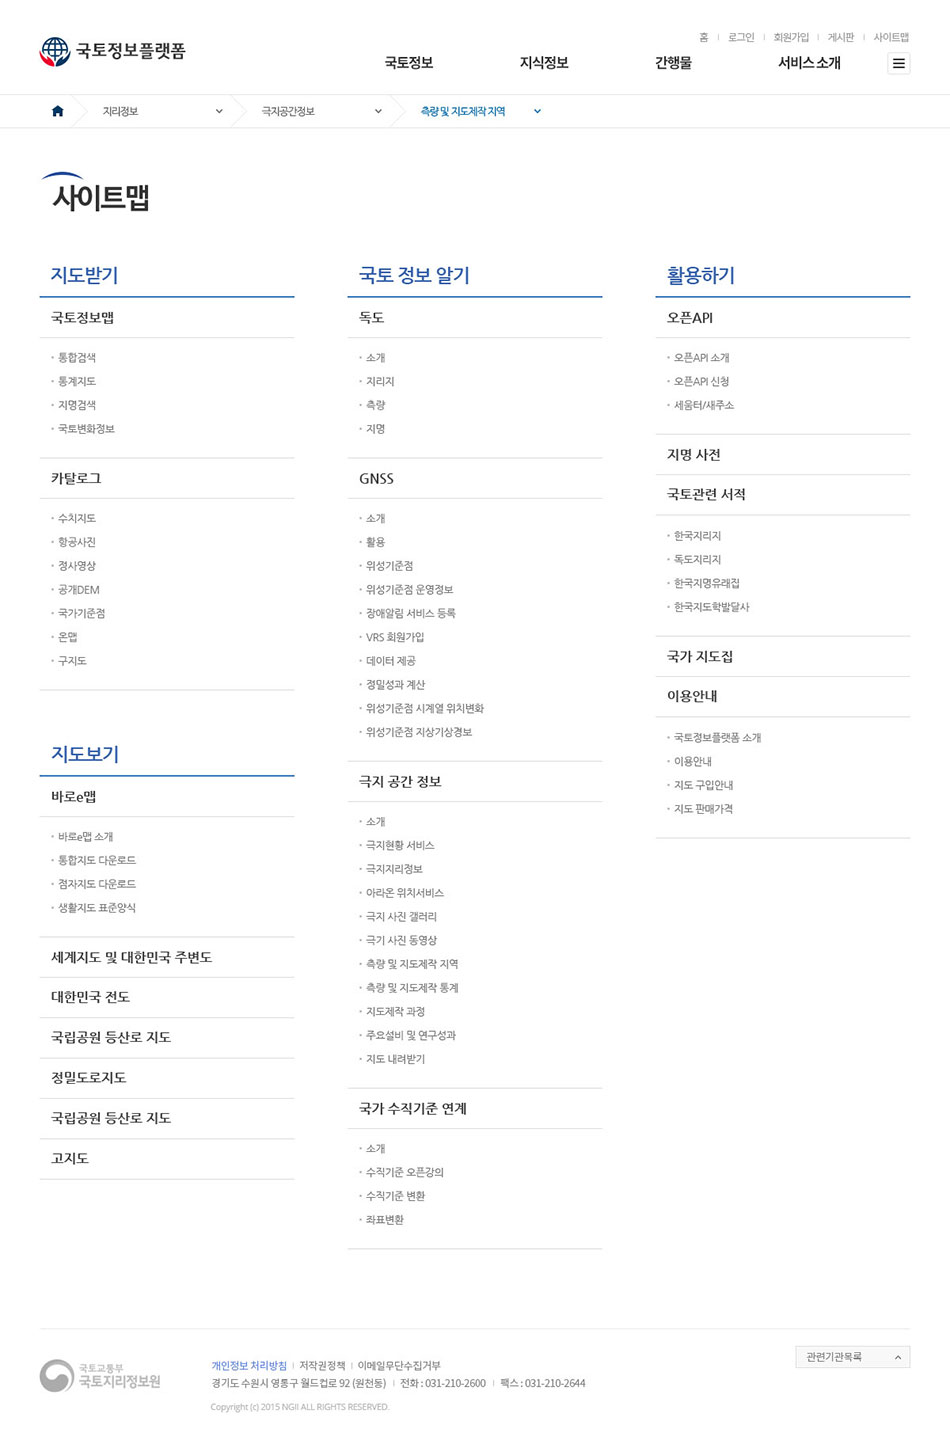 국토정보플랫폼
홈 로그인 회원가입 게시판 사이트맵
국토정보 지식정보 간행물 서비스 소개
지리정보 극지공간정보 측량 및 지도제작 지역
사이트맵
지도받기
국토정보맵
통합검색
통계지도
지명검색
국토변화정보
카탈로그
수치지도
항공사진
정사영상
공개DEM
국가기준점
온맵
구지도
지도보기
바로e맵
바로e맵 소개
통합지도 다운로드
점자지도 다운로드
생활지도 표준양식
세계지도 및 대한민국 주변도
대한민국 전도
국립공원 등산로 지도
정밀도로지도
국립공원 등산로 지도
고지도
국토 정보 알기
독도
소개
지리지
측량
지명
GNSS
소개
활용
위성기준점
위성기준점 운영정보
장애알림 서비스 등록
VRS 회원가입
데이터 제공
정밀성과 계산
위성기준점 시계열 위치변화
위성기준점 지상기상경보
극지 공간 정보
소개
극지현황 서비스
극지지리정보
아라온 위치서비스
극지 사진 갤러리
극기 사진 동영상
측량 및 지도제작 지역
측량 및 지도제작 통계
지도제작 과정
주요설비 및 연구성과
지도 내려받기
국가 수직기준 연계
소개
수직기준 오픈강의
수직기준 변환
좌표변환
활용하기
오픈API
오픈API 소개
오픈API 신청
세움터/새주소
지명 사전
국토관련 서적
한국지리지
독도지리지
한국지명유래집
한국지도학발달사
국가 지도집
이용안내
국토정보플랫폼 소개
이용안내
지도 구입안내
지도 판매가격
국토교통부
국토지리정보원
개인정보 처리방침 저작권정책 이메일무단수집거부
경기도 수원시 영통구 월드컵로 92 (원천동) 전화 : 031-210-2600 팩스 : 031-210-2644
Copyright (c) 2015 NGII ALL RIGHTS RESERVED.
관련기관목록